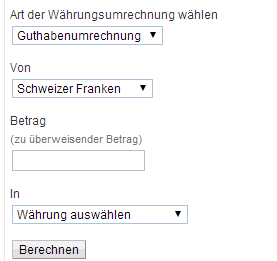 Art der Währungsumrechnung wählen
Guthabenumrechnung
Von
Schweizer Franken
Betrag
(zu überweisender Betrag)
In
Währung auswählen
Berechnen